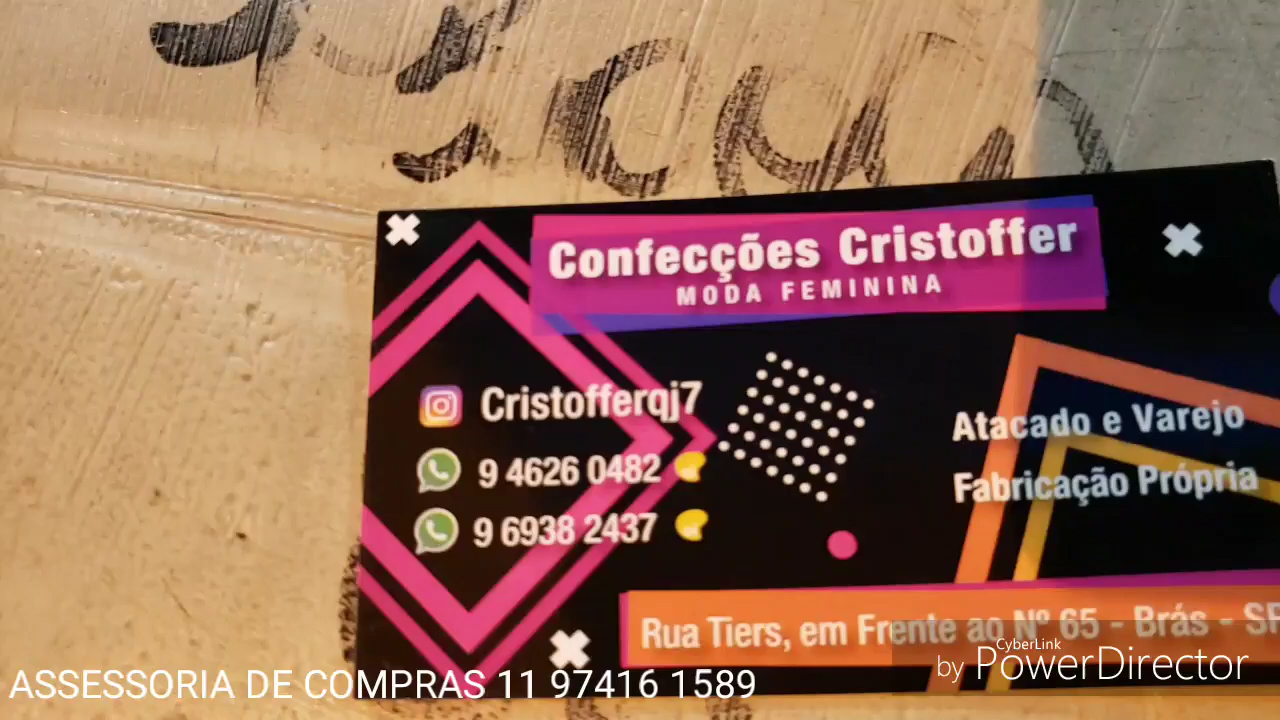 Confecções Cristoffer
MODA FEMININA
Cristofferqj7
9 4626 0482
9 6938 2437
Atacado e Varejo
Fabricação Própria
Rua Tiers, em Frente ao Nº 65 - Brás - SP
CyberLink
by PowerDirector
ASSESSORIA DE COMPRAS 11 97416 1589